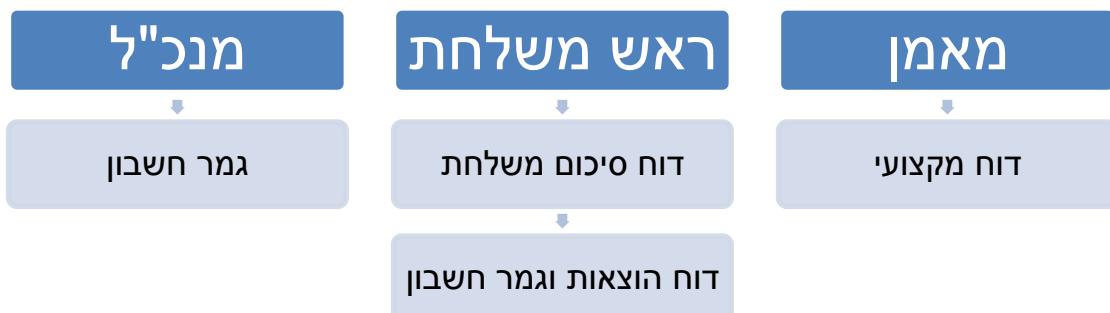 מאמן
ראש משלחת
מנכ"ל
דוח מקצועי
דוח סיכום משלחת
גמר חשבון
דוח הוצאות וגמר חשבון